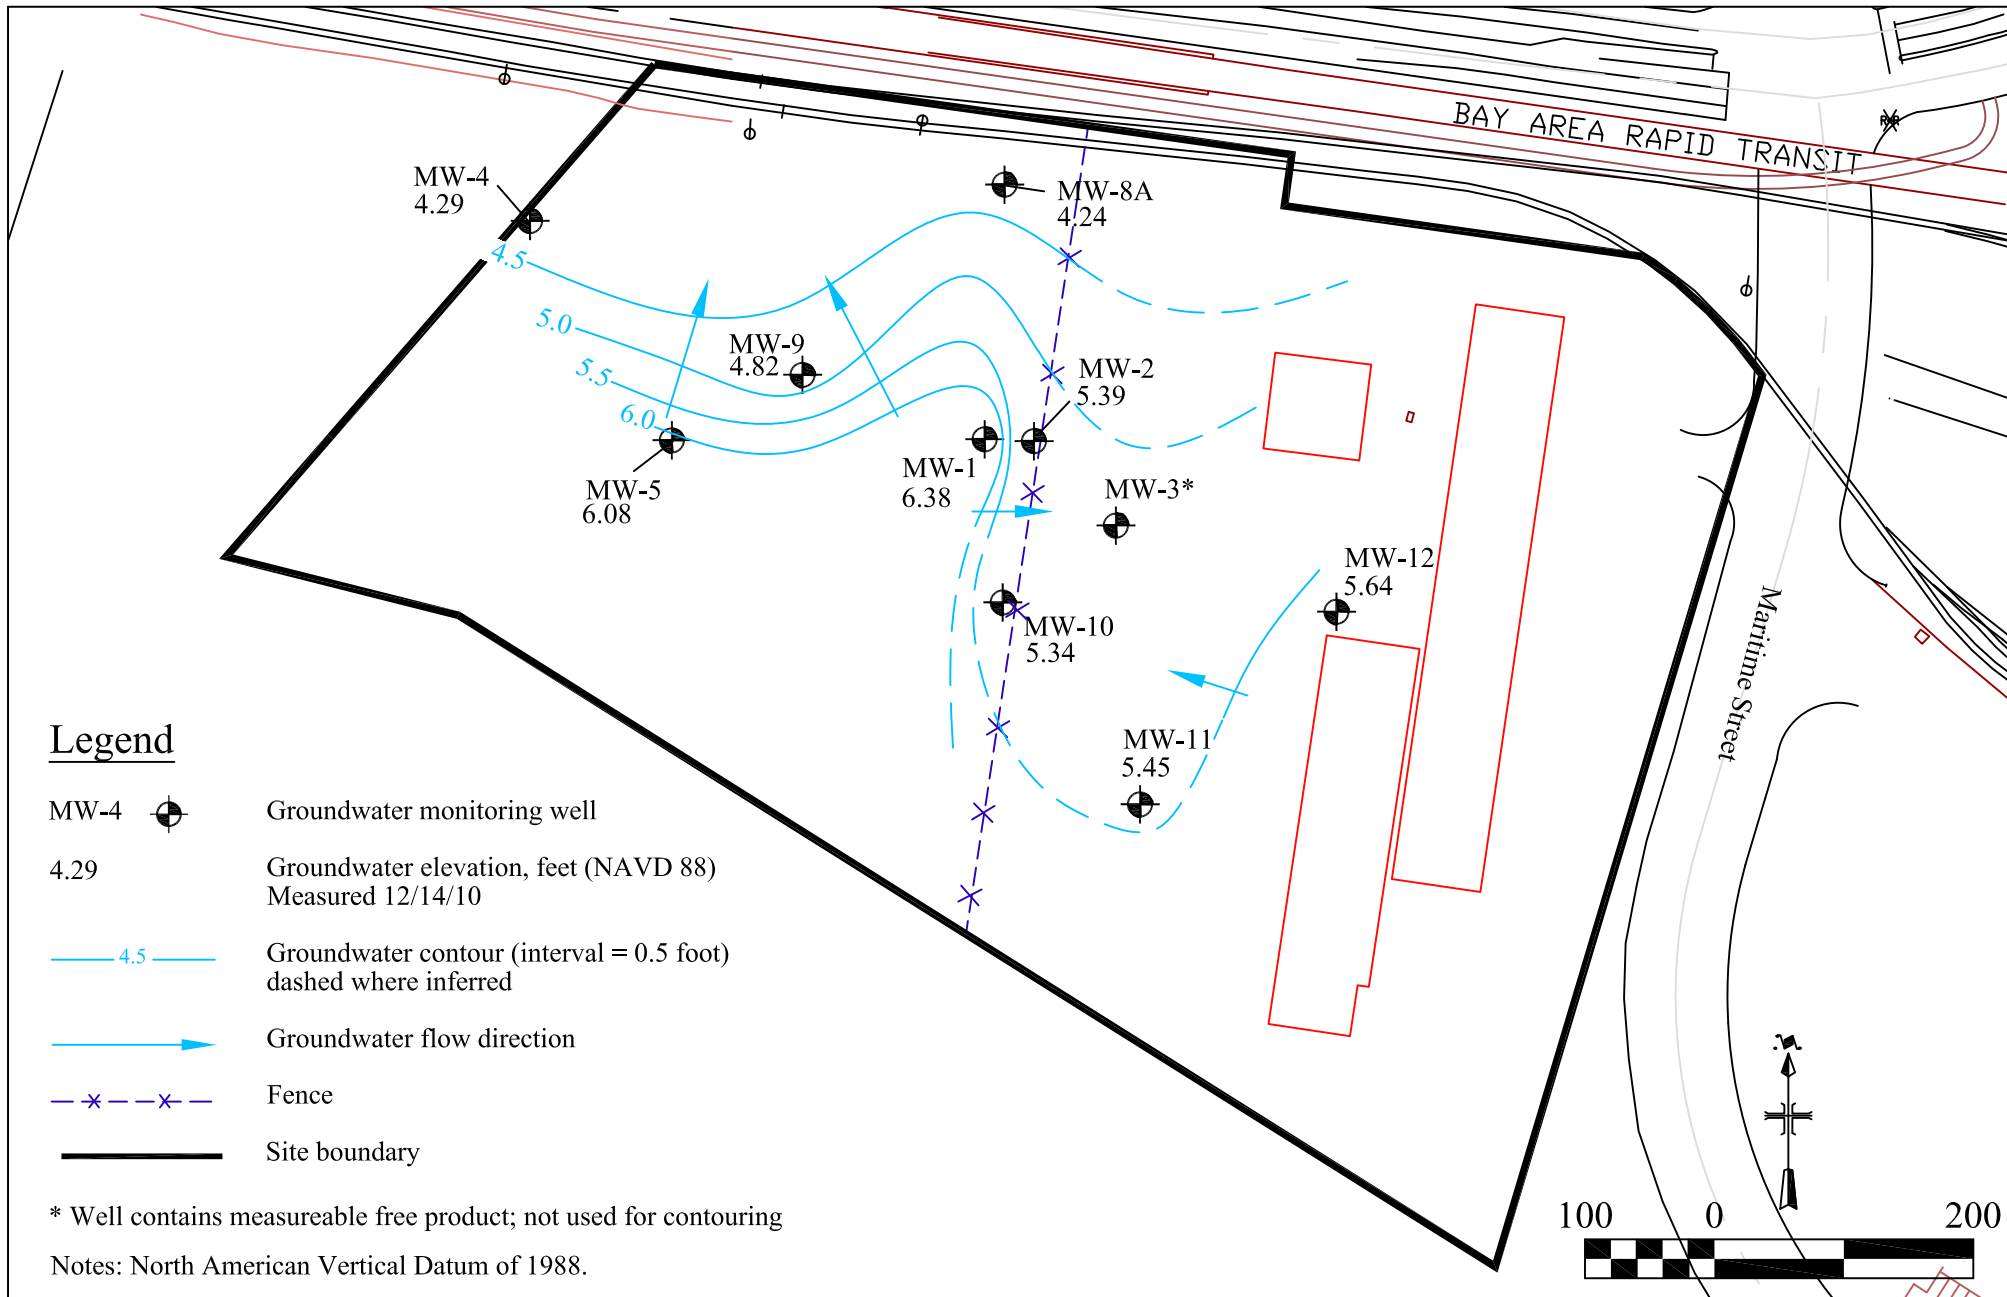 BAY AREA RAPID TRANSIT
MW-4
4.29
MW-8A
4.24
4.5
5.0
5.5
6.0
MW-9
4.82
MW-2
5.39
MW-5
6.08
MW-1
6.38
MW-3*
MW-12
5.64
MW-10
5.34
MW-11
5.45
Maritime Street
Legend
MW-4
Groundwater monitoring well
4.29
Groundwater elevation, feet (NAVD 88)
Measured 12/14/10
4.5
Groundwater contour (interval = 0.5 foot)
dashed where inferred
Groundwater flow direction
Fence
Site boundary
* Well contains measureable free product; not used for contouring
Notes: North American Vertical Datum of 1988.
N
100 0 200